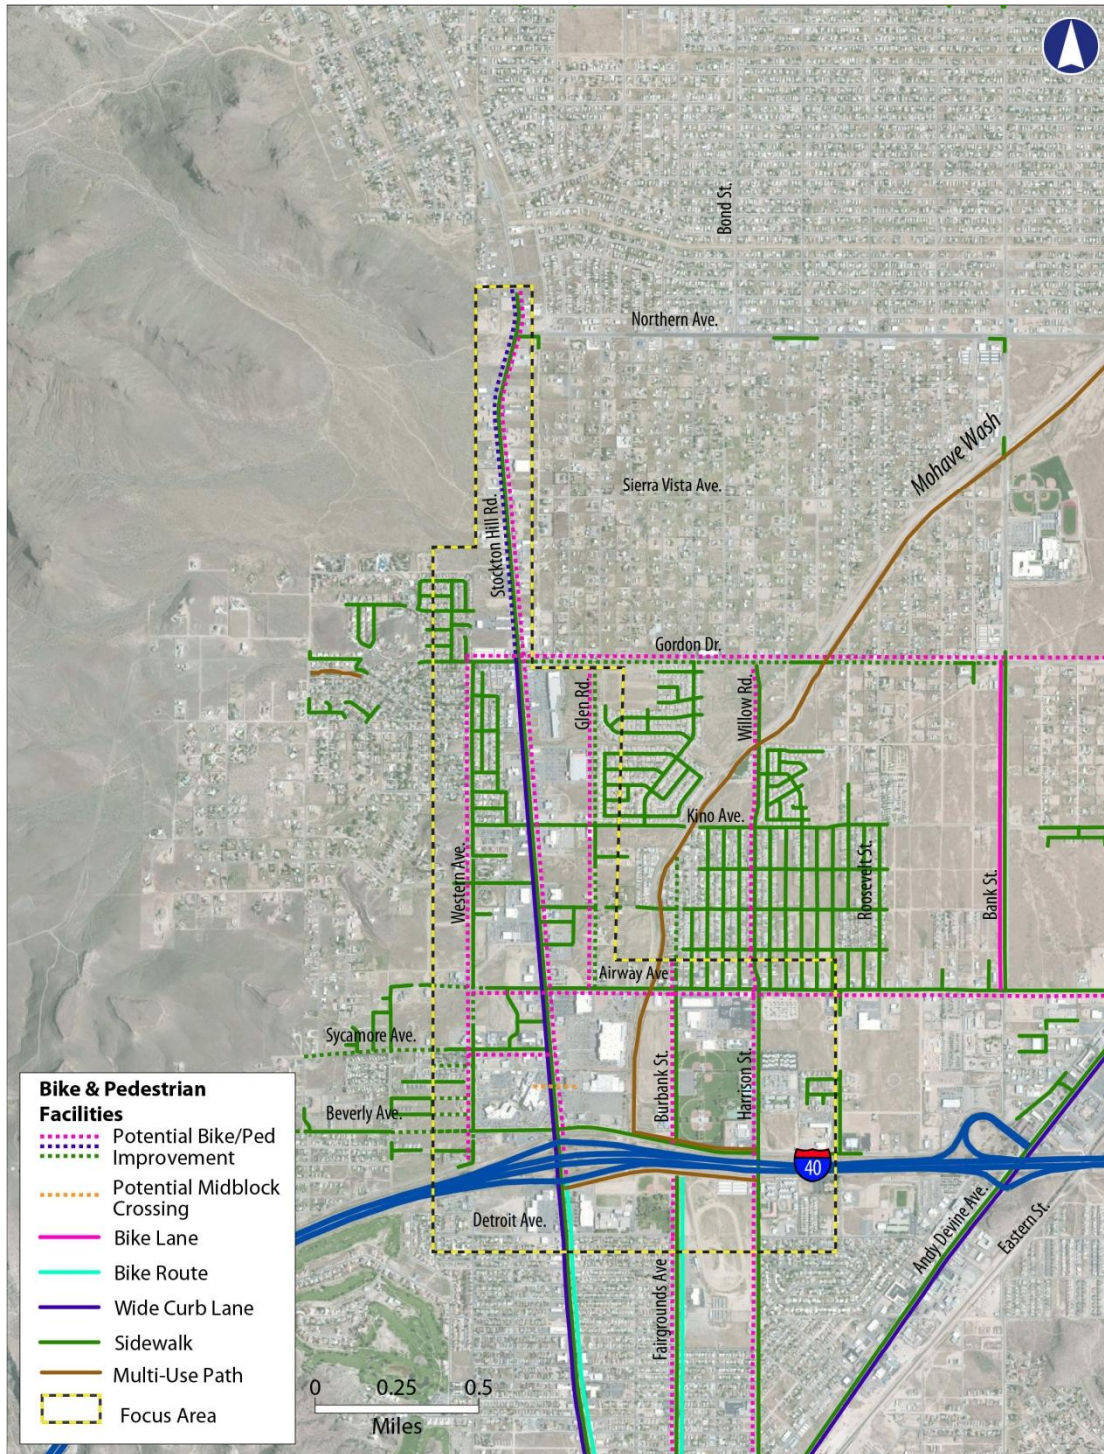 Bond St.
Northern Ave.
Mohave Wash
Sierra Vista Ave.
Stockton Hill Rd.
Gordon Dr.
Glen Rd.
Willow Rd.
Kino Ave.
Western Ave.
Roosevelt St.
Bank St.
Airway Ave
Sycamore Ave.
Burbank St.
Harrison St.
Beverly Ave.
40
Detroit Ave.
Andy Devine Ave.
Eastern St.
Fairgrounds Ave
Bike & Pedestrian
Facilities
Potential Bike/Ped
Improvement
Potential Midblock
Crossing
Bike Lane
Bike Route
Wide Curb Lane
Sidewalk
Multi-Use Path
Focus Area
0 0.25 0.5
Miles